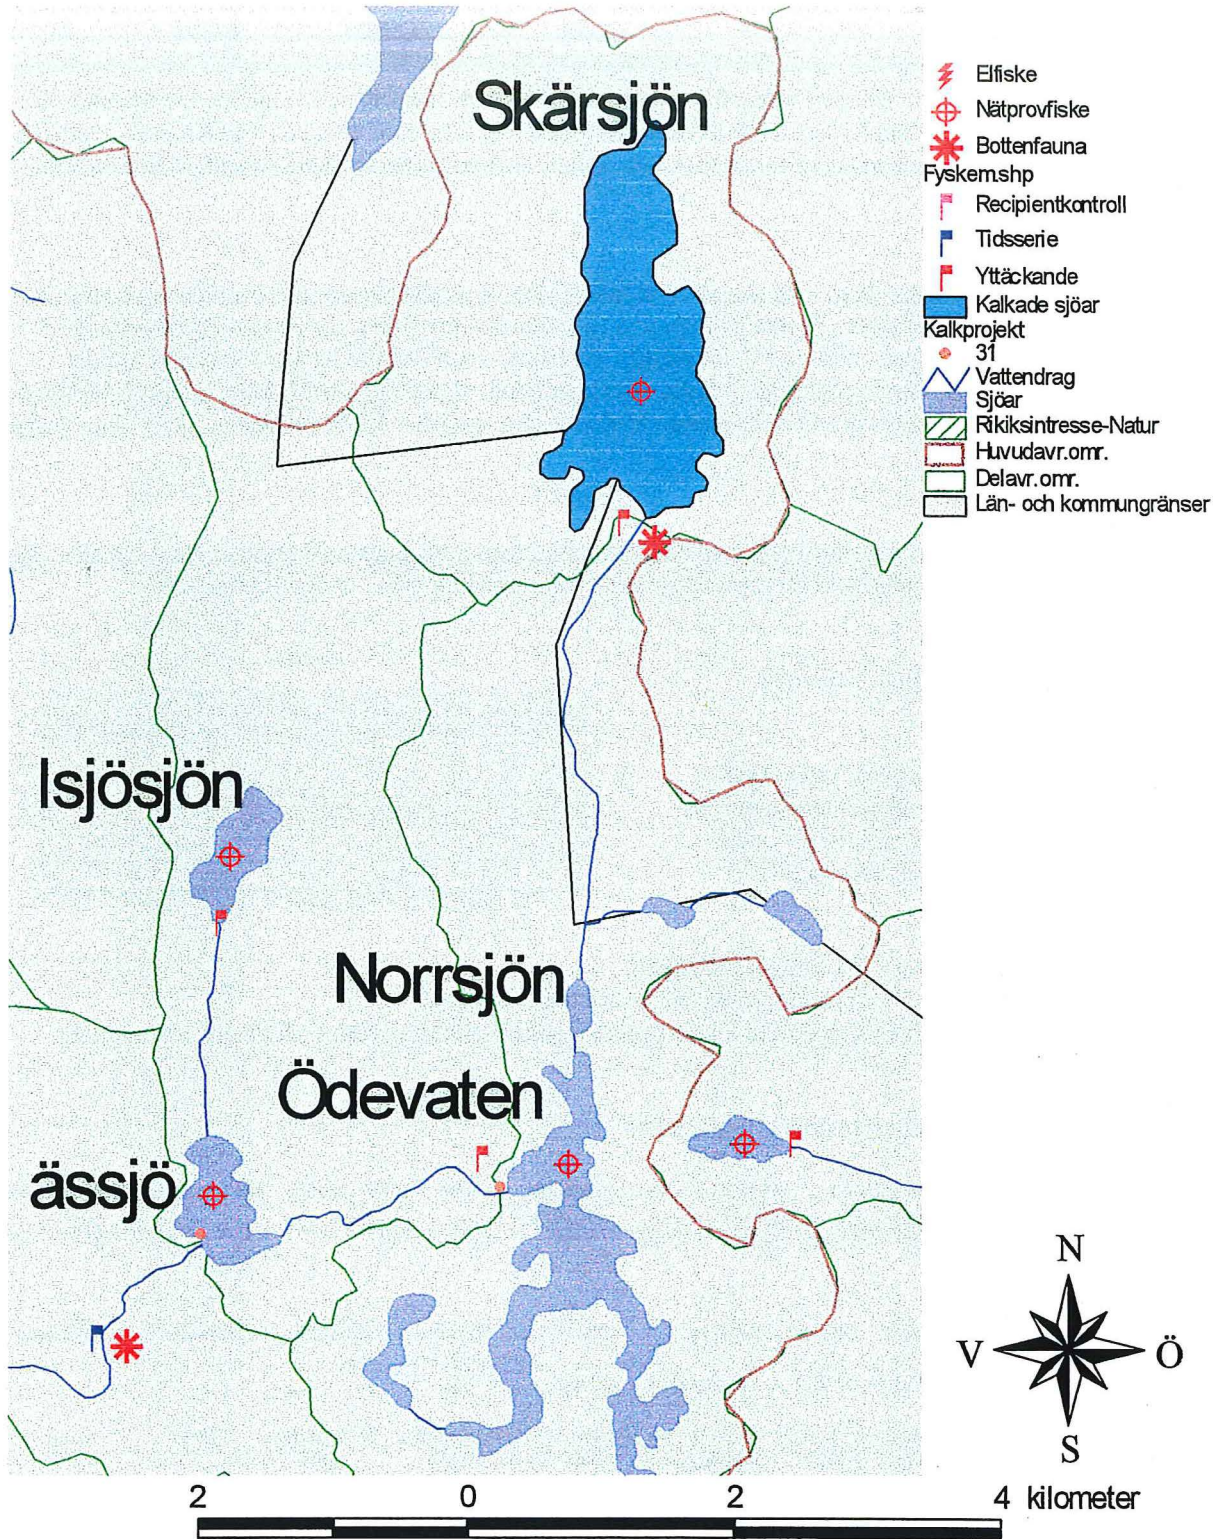 Skärsjön
Elfiske
Nätprovfiske
Bottenfauna
Fyskem.shp
Recipientkontroll
Tidsserie
Yttäckande
Kalkade sjöar
Kalkprojekt
31
Vattendrag
Sjöar
Rikiksintresse-Natur
Huvudavr.omr.
Delavr.omr.
Län- och kommungränser
Isjösjön
Norrsjön
Ödevaten
ässjö
N
V
Ö
S
2 0 2 4 kilometer